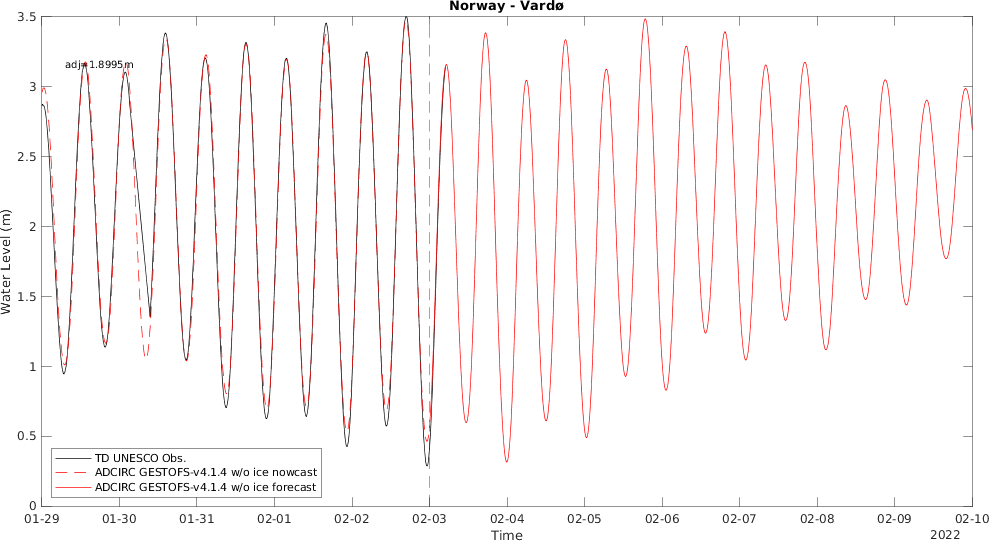 Norway - Vardø
adj=1.8995m
3.5
3
2.5
2
1.5
1
0.5
0
Water Level (m)
TD UNESCO Obs.
ADCIRC GESTOFS-v4.1.4 w/o ice nowcast
ADCIRC GESTOFS-v4.1.4 w/o ice forecast
01-29 01-30 01-31 02-01 02-02 02-03 02-04 02-05 02-06 02-07 02-08 02-09 02-10
Time
2022